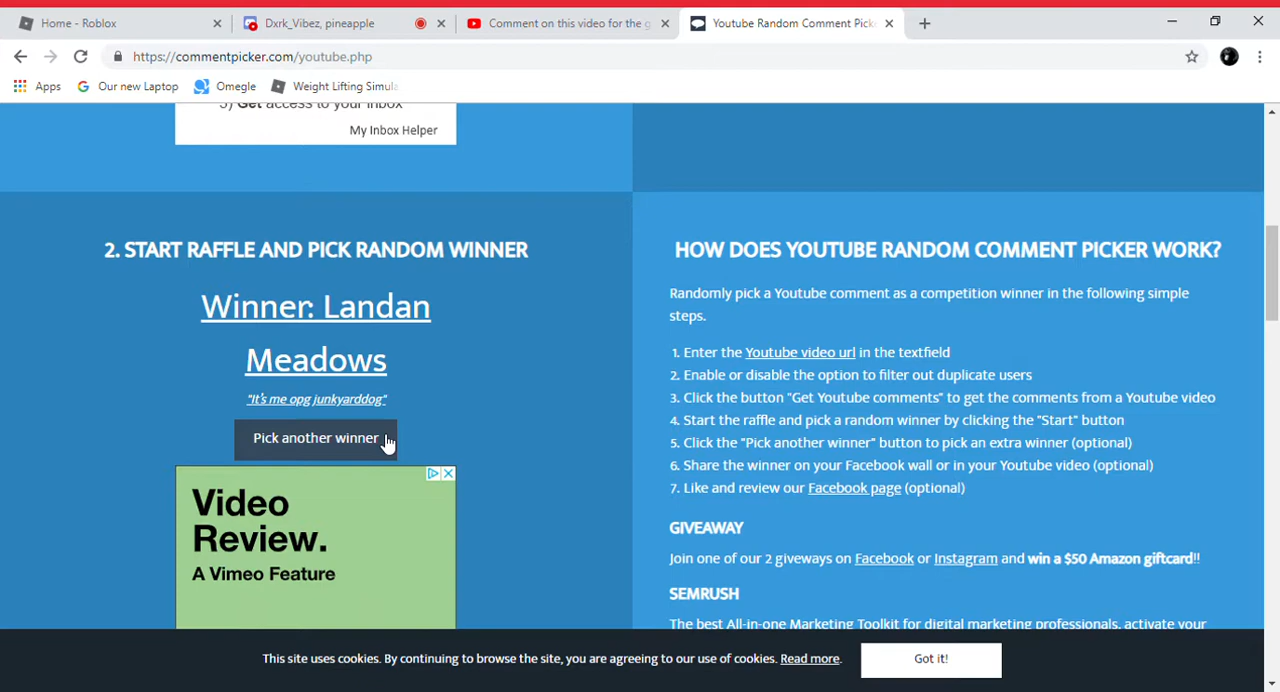 Home - Roblox
Dxrk_Vibez, pineapple
Comment on this video for the g
Youtube Random Comment Picke
https://commentpicker.com/youtube.php
Apps
Our new Laptop
Omegle
Weight Lifting Simula
5) Get access to your inbox
My Inbox Helper
2. START RAFFLE AND PICK RANDOM WINNER
Winner: Landan
Meadows
"It's me opg junkyarddog"
Pick another winner
Video
Review.
A Vimeo Feature
HOW DOES YOUTUBE RANDOM COMMENT PICKER WORK?
Randomly pick a Youtube comment as a competition winner in the following simple
steps.
1. Enter the Youtube video url in the textfield
2. Enable or disable the option to filter out duplicate users
3. Click the button "Get Youtube comments" to get the comments from a Youtube video
4. Start the raffle and pick a random winner by clicking the "Start" button
5. Click the "Pick another winner" button to pick an extra winner (optional)
6. Share the winner on your Facebook wall or in your Youtube video (optional)
7. Like and review our Facebook page (optional)
GIVEAWAY
Join one of our 2 giveways on Facebook or Instagram and win a $50 Amazon giftcard!!
SEMRUSH
The best All-in-one Marketing Toolkit for digital marketing professionals, activate your
This site uses cookies. By continuing to browse the site, you are agreeing to our use of cookies. Read more.
Got it!